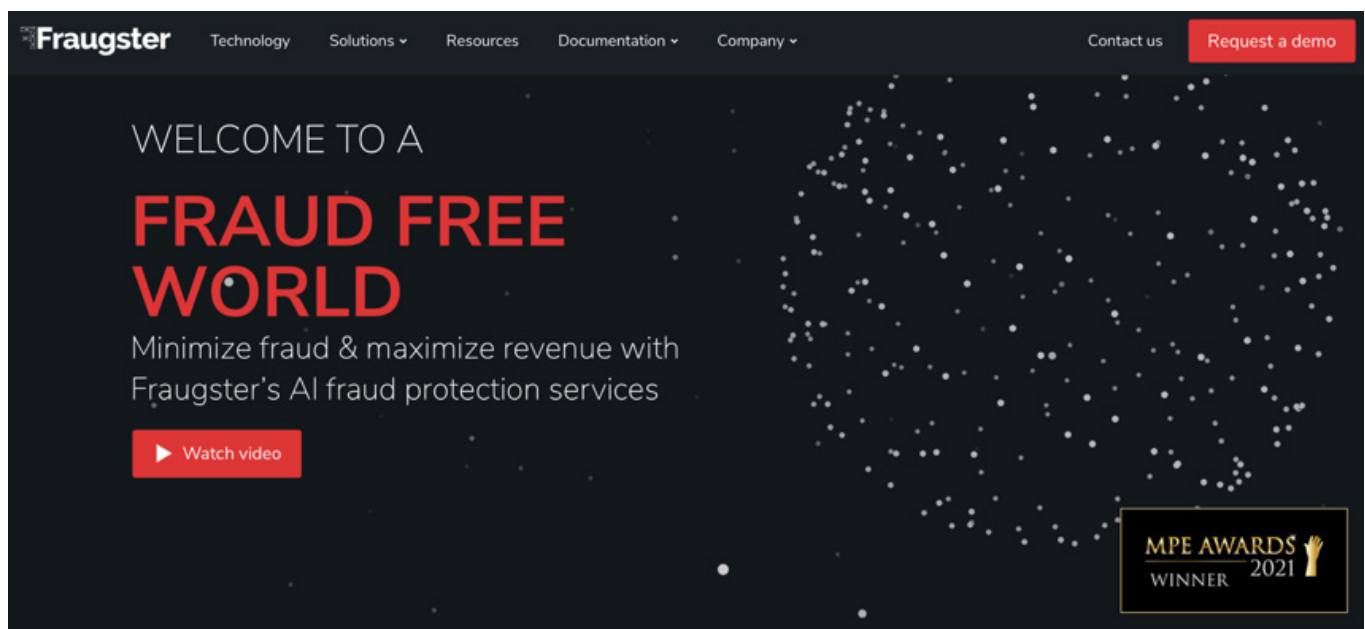 Fraugster
Technology
Solutions
Resources
Documentation
Company
Contact us
Request a demo
WELCOME TO A
FRAUD FREE
WORLD
Minimize fraud & maximize revenue with
Fraugster's AI fraud protection services
Watch video
MPE AWARDS
2021
WINNER